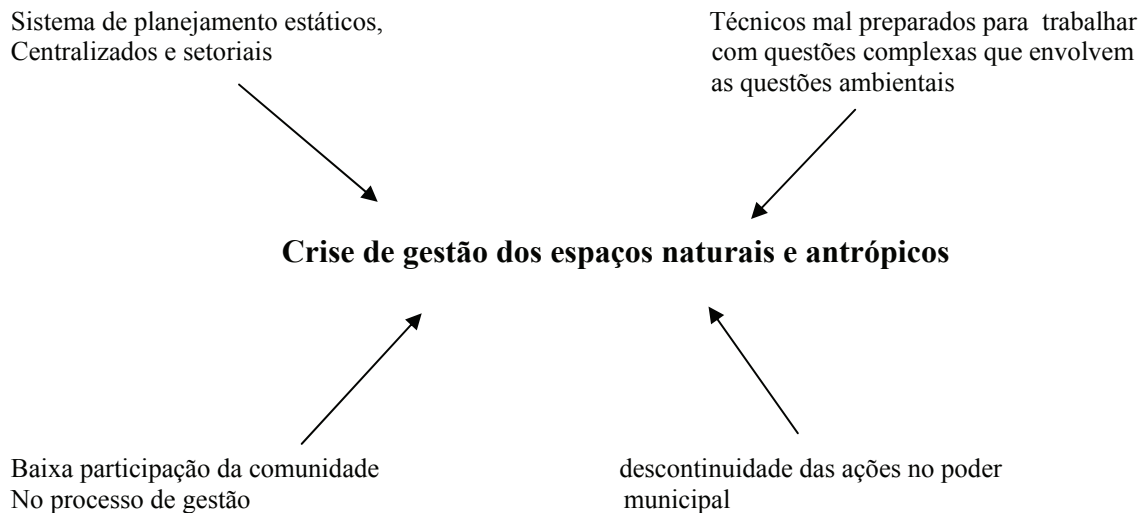 Sistema de planejamento estáticos,
Centralizados e setoriais
Técnicos mal preparados para trabalhar
com questões complexas que envolvem
as questões ambientais
Crise de gestão dos espaços naturais e antrópicos
Baixa participação da comunidade
No processo de gestão
descontinuidade das ações no poder
municipal